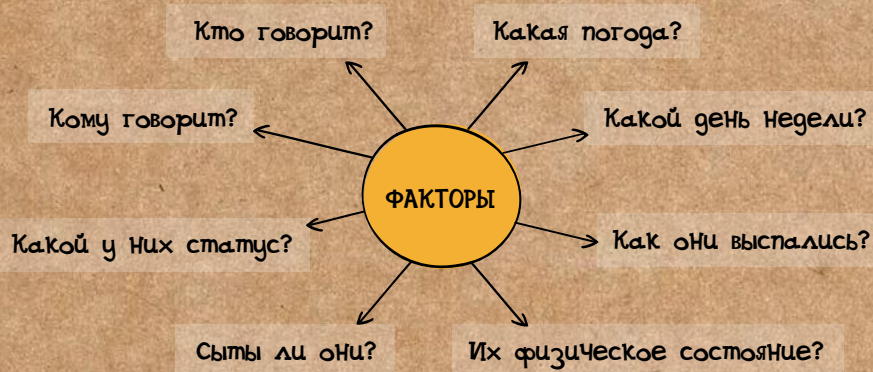 Кто говорит?
Какая погода?
Кому говорит?
Какой день недели?
ФАКТОРЫ
Какой у них статус?
Как они выспались?
Сыты ли они?
Их физическое состояние?